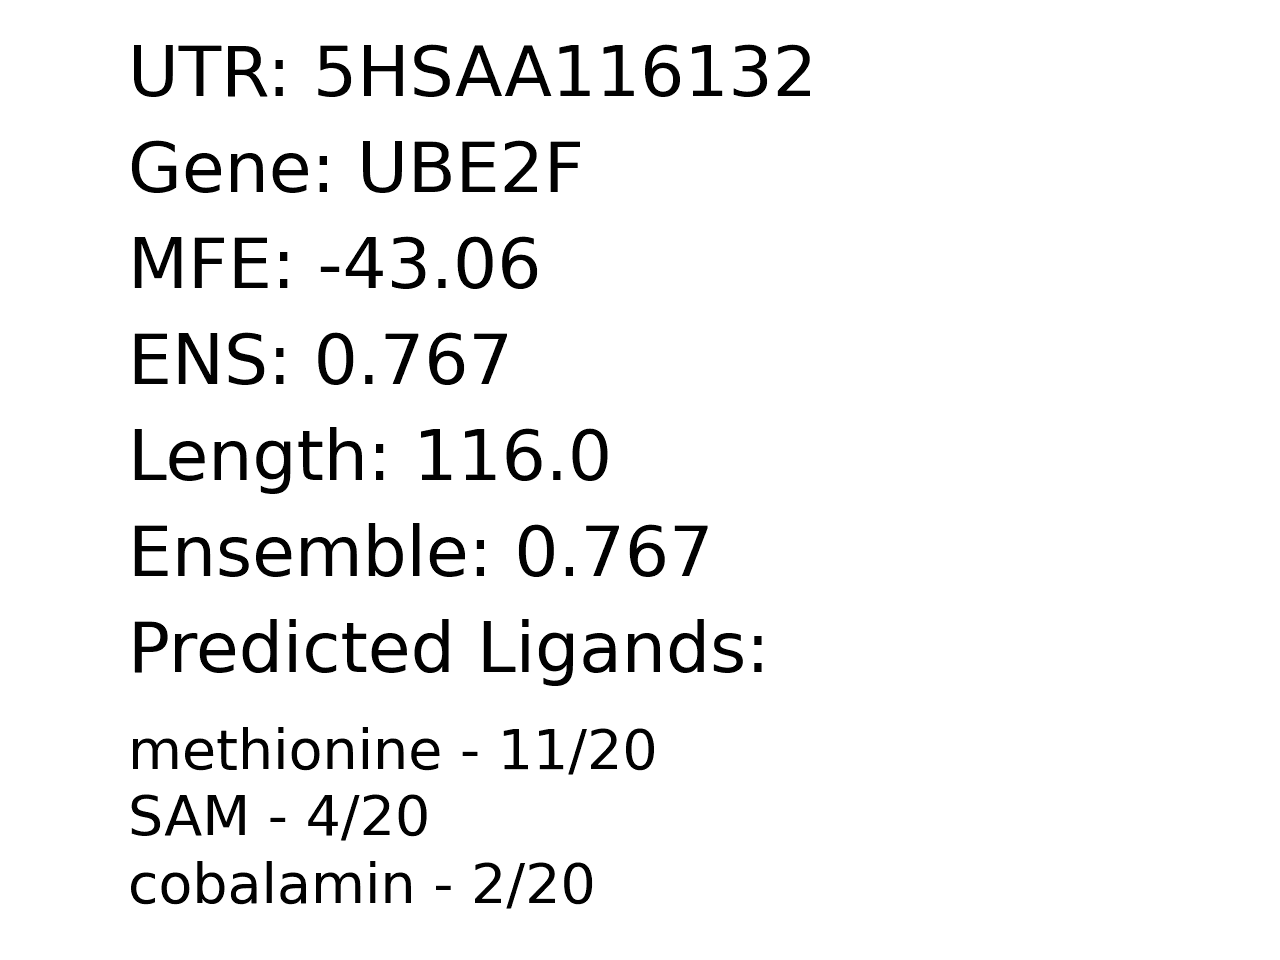 UTR: 5HSAA116132
Gene: UBE2F
MFE: -43.06
ENS: 0.767
Length: 116.0
Ensemble: 0.767
Predicted Ligands:
methionine - 11/20
SAM - 4/20
cobalamin - 2/20